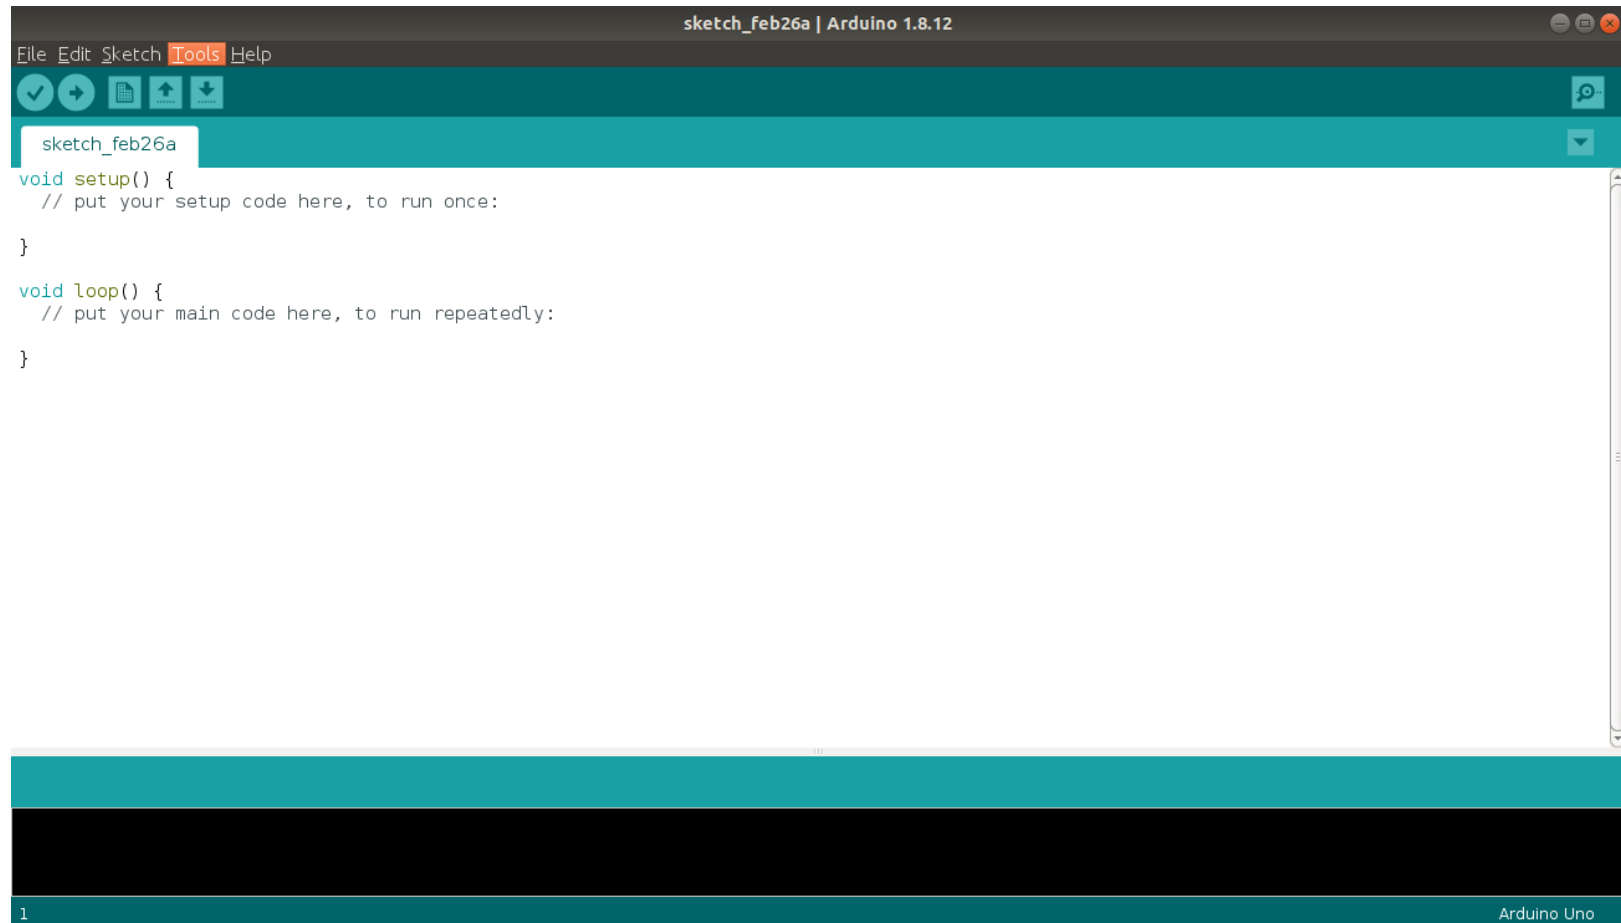 sketch_feb26a | Arduino 1.8.12
File Edit Sketch Tools Help
sketch_feb26a
void setup() {
  // put your setup code here, to run once:
}
void loop() {
  // put your main code here, to run repeatedly:
}
1 Arduino Uno